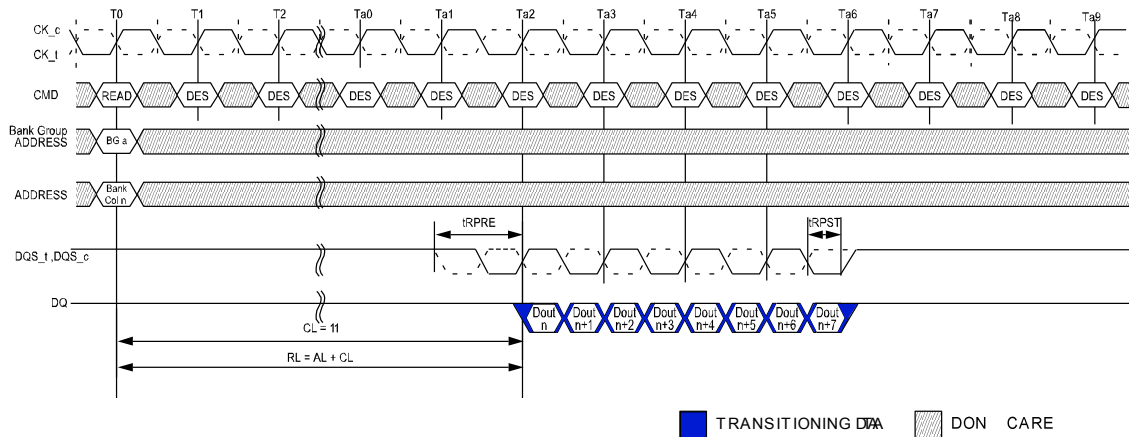 T0 T1 T2 Ta0 Ta1 Ta2 Ta3 Ta4 Ta5 Ta6 Ta7 Ta8 Ta9
CK_c
CK_t
CMD READ DES DES DES DES DES DES DES DES DES DES DES DES
Bank Group
ADDRESS
BG a
ADDRESS
Bank
Col n
tRPRE
tRPST
DQS_t ,DQS_c
DQ
Dout Dout Dout Dout Dout Dout Dout Dout
n n+1 n+2 n+3 n+4 n+5 n+6 n+7
CL = 11
RL = AL + CL
TRANSITIONING DATA DON CARE